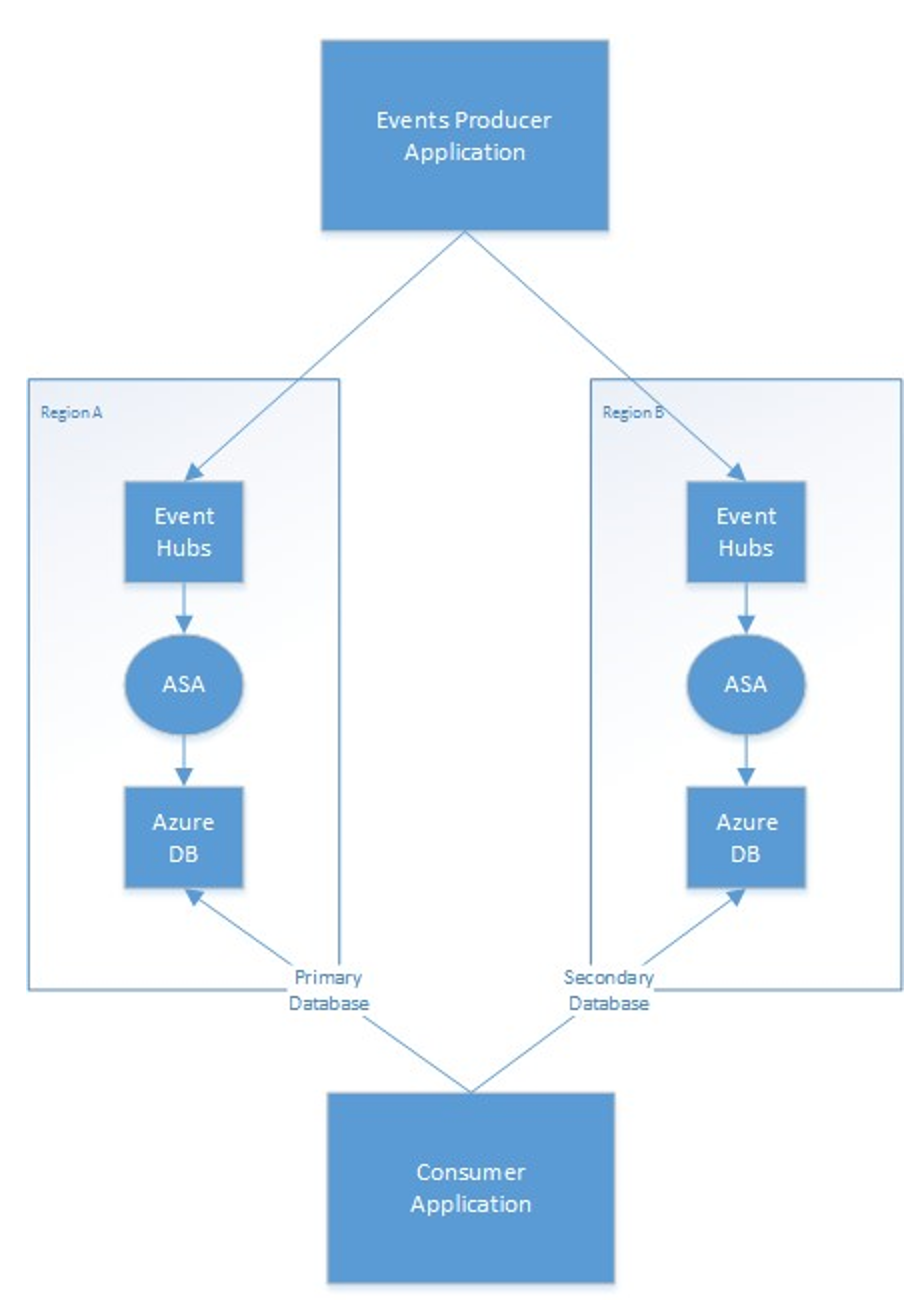 Events Producer
Application
Region A
Region B
Event
Hubs
Event
Hubs
ASA
ASA
Azure
DB
Azure
DB
Primary
Database
Secondary
Database
Consumer
Application